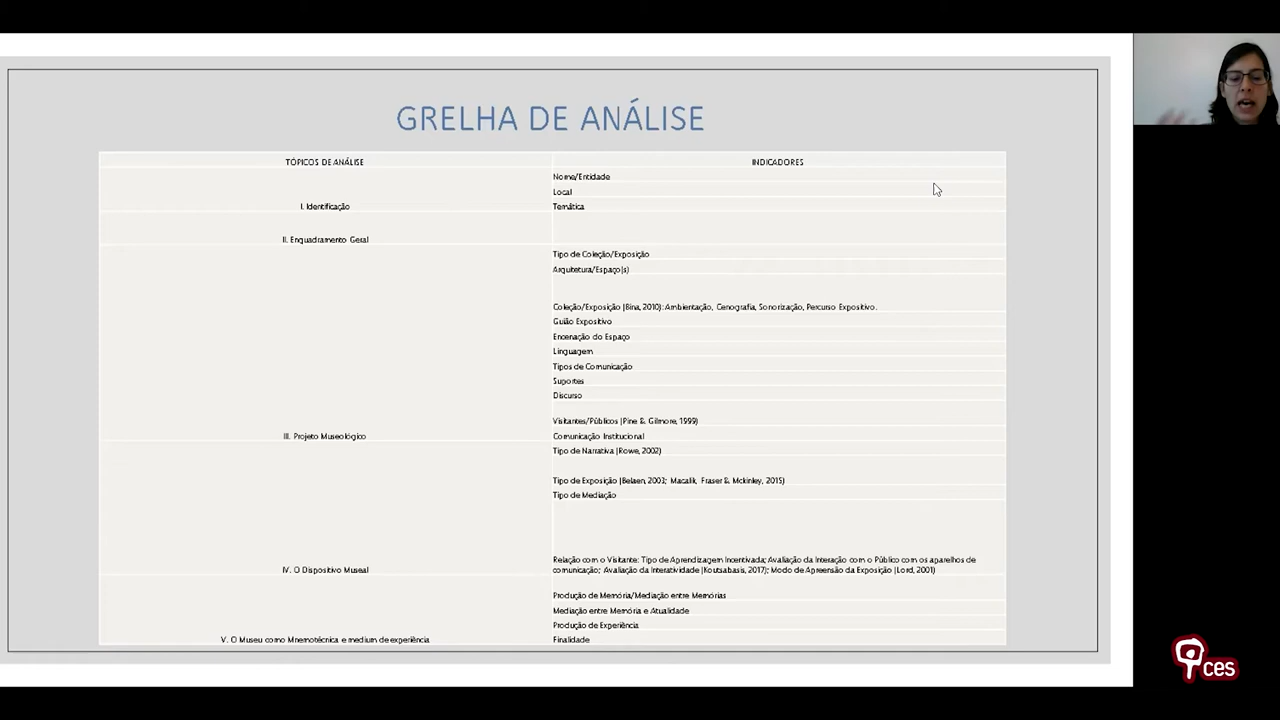 GRELHA DE ANÁLISE
TÓPICOS DE ANÁLISE
INDICADORES
Nome/Entidade
Local
I. Identificação
Temática
II. Enquadramento Geral
Tipo de Coleção/Exposição
Arquitetura/Espaço(s)
Coleção/Exposição (Bina, 2010): Ambientação, Cenografia, Sonorização, Percurso Expositivo.
Guião Expositivo
Encenação do Espaço
Linguagem
Tipos de Comunicação
Suportes
Discurso
Visitantes/Públicos (Pine & Gilmore, 1999)
III. Projeto Museológico
Comunicação Institucional
Tipo de Narrativa (Rowe, 2002)
Tipo de Exposição (Belaen, 2003; Macalik, Fraser & Mckinley, 2015)
Tipo de Mediação
Relação com o Visitante: Tipo de Aprendizagem Incentivada; Avaliação da Interação com o Público com os aparelhos de
IV. O Dispositivo Museal
comunicação; Avaliação da Interatividade (Koutsabasis, 2017); Modo de Apreensão da Exposição (Lord, 2001)
Produção de Memória/Mediação entre Memórias
Mediação entre Memória e Atualidade
Produção de Experiência
V. O Museu como Mnemotécnica e medium de experiência
Finalidade
ces